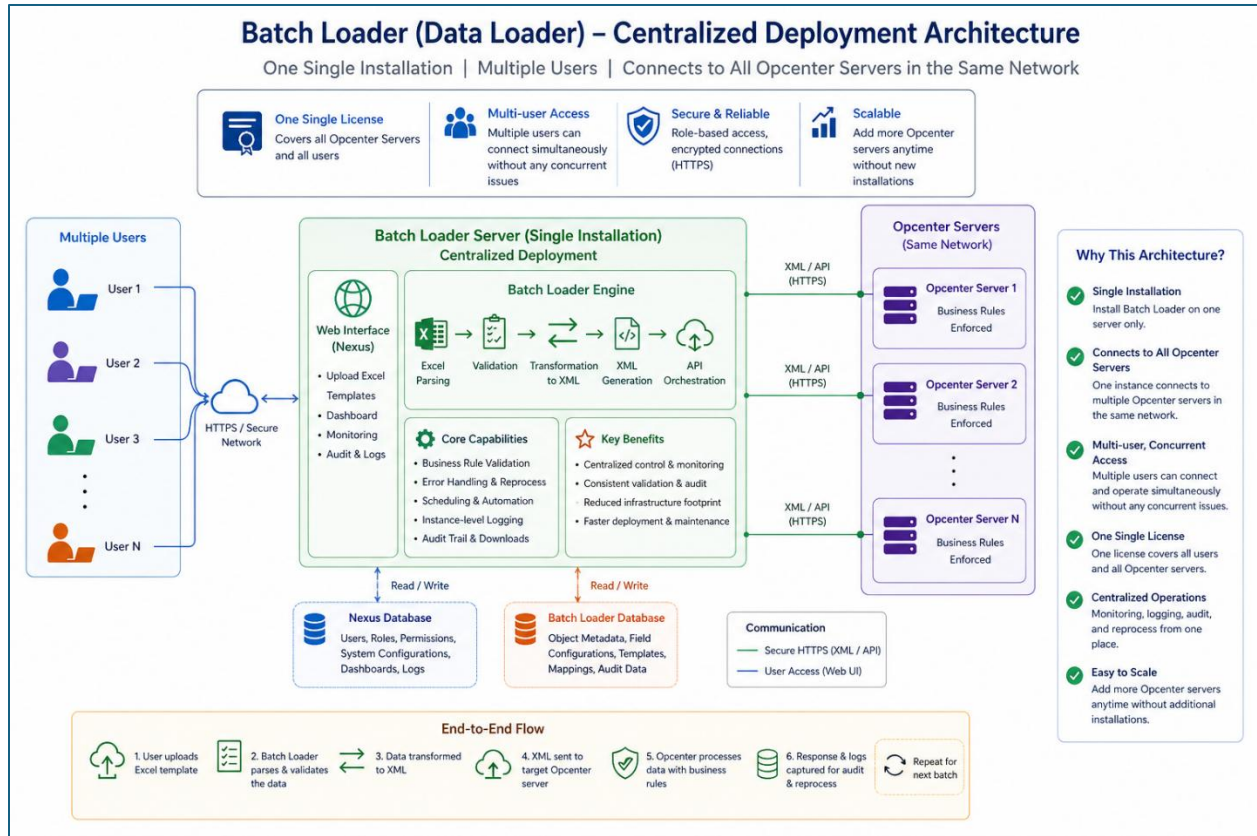 Batch Loader (Data Loader) – Centralized Deployment Architecture
One Single Installation | Multiple Users | Connects to All Opcenter Servers in the Same Network
One Single License
Covers all Opcenter Servers
and all users
Multi-user Access
Multiple users can
connect simultaneously
without any concurrent
issues
Secure & Reliable
Role-based access,
encrypted connections
(HTTPS)
Scalable
Add more Opcenter
servers anytime
without new
installations
Multiple Users
User 1
User 2
User 3
User N
HTTPS / Secure
Network
Batch Loader Server (Single Installation)
Centralized Deployment
Web Interface
(Nexus)
• Upload Excel
Templates
• Dashboard
• Monitoring
• Audit & Logs
Batch Loader Engine
X
Excel
Parsing
Validation
Transformation
to XML
</>
XML
Generation
API
Orchestration
Core Capabilities
• Business Rule Validation
• Error Handling & Reprocess
• Scheduling & Automation
• Instance-level Logging
• Audit Trail & Downloads
Key Benefits
• Centralized control & monitoring
• Consistent validation & audit
Reduced infrastructure footprint
• Faster deployment & maintenance
XML / API
(HTTPS)
XML / API
(HTTPS)
XML / API
(HTTPS)
Opcenter Servers
(Same Network)
Opcenter Server 1
Business Rules
Enforced
Opcenter Server 2
Business Rules
Enforced
Opcenter Server N
Business Rules
Enforced
Why This Architecture?
Single Installation
Install Batch Loader on one
server only.
Connects to All Opcenter
Servers
One instance connects to
multiple Opcenter servers in
the same network.
Multi-user, Concurrent
Access
Multiple users can connect
and operate simultaneously
without any concurrent issues.
One Single License
One license covers all users
and all Opcenter servers.
Centralized Operations
Monitoring, logging, audit,
and reprocess from one
place.
Easy to Scale
Add more Opcenter servers
anytime without additional
installations.
Read / Write
Read / Write
Nexus Database
Users, Roles, Permissions,
System Configurations,
Dashboards, Logs
Batch Loader Database
Object Metadata, Field
Configurations, Templates,
Mappings, Audit Data
Communication
Secure HTTPS (XML / API)
User Access (Web UI)
End-to-End Flow
1. User uploads
Excel template
2. Batch Loader
parses & validates
the data
3. Data transformed
to XML
4. XML sent to
target Opcenter
server
5. Opcenter processes
data with business
rules
6. Response & logs
captured for audit
& reprocess
Repeat for
next batch